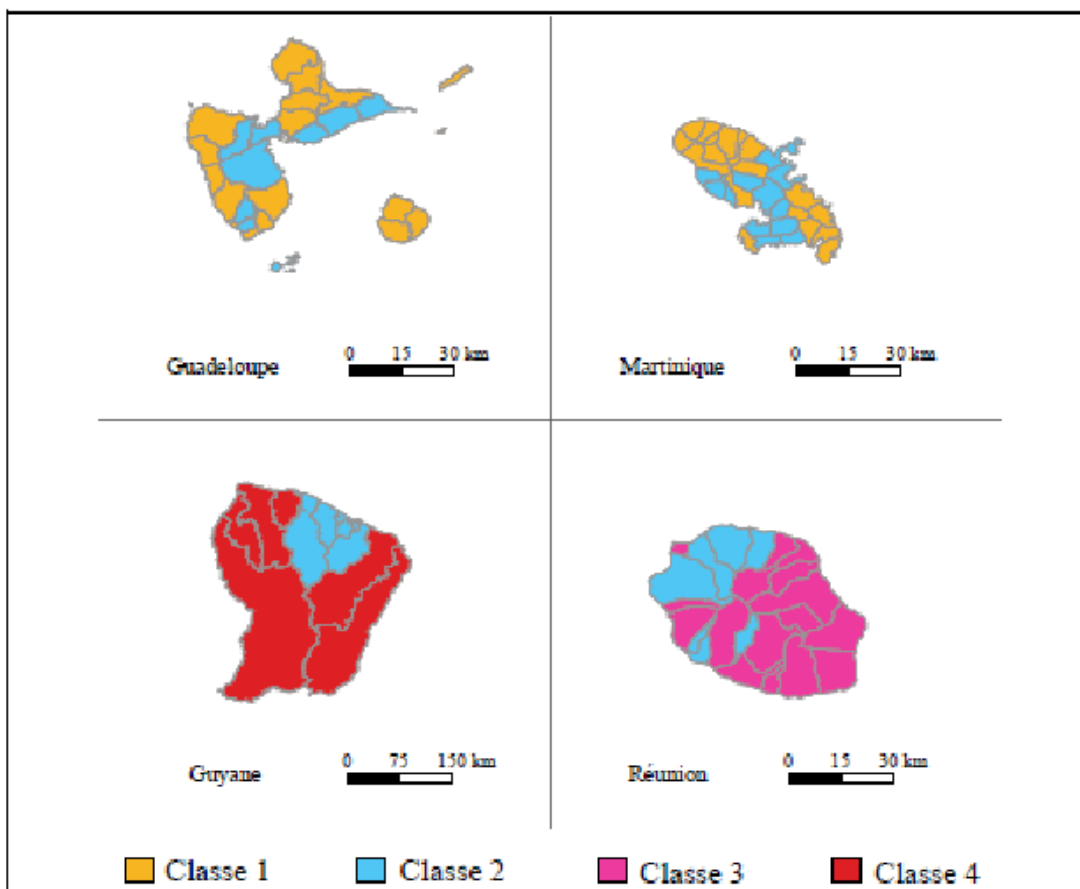 0 15 30 km
Guadeloupe
0 15 30 km
Martinique
0 75 150 km
Guyane
0 15 30 km
Réunion
Classe 1 Classe 2 Classe 3 Classe 4